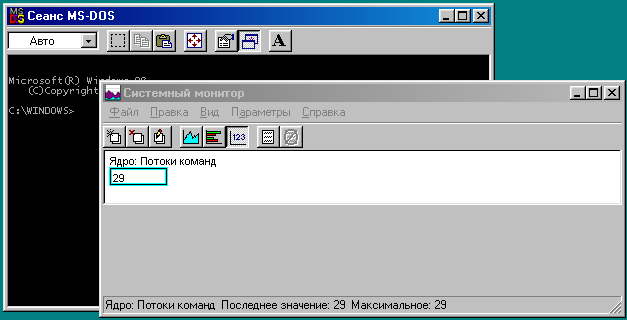 Сеанс MS-DOS
Авто
A
Microsoft(R) Windows 98
(C)Copyright
C:\WINDOWS>
Системный монитор
Файл Правка Вид Параметры Справка
123
Ядро: Потоки команд
29
Ядро: Потоки команд Последнее значение: 29 Максимальное: 29